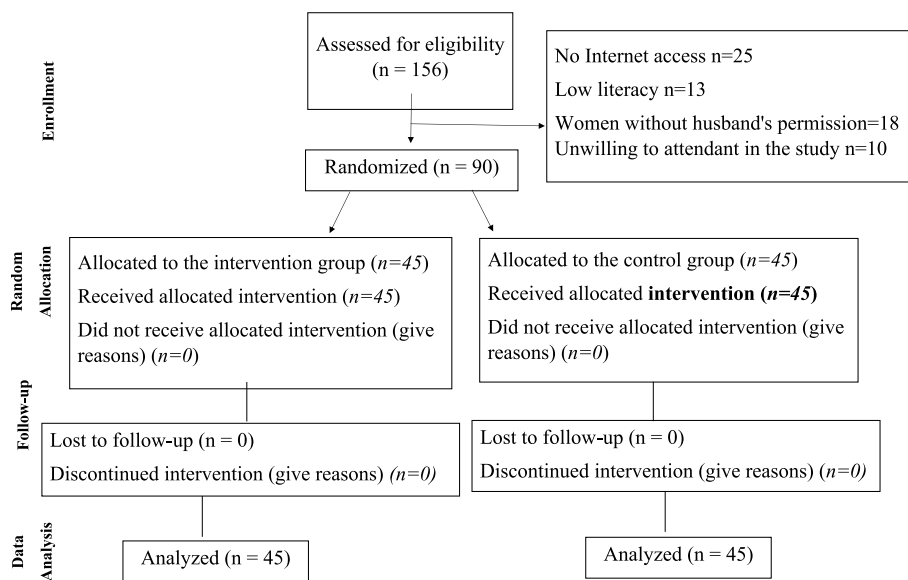 Enrollment
Assessed for eligibility
(n = 156)
No Internet access n=25
Low literacy n=13
Women without husband's permission=18
Unwilling to attendant in the study n=10
Randomized (n = 90)
Random
Allocation
Allocated to the intervention group (n=45)
Received allocated intervention (n=45)
Did not receive allocated intervention (give
reasons) (n=0)
Allocated to the control group (n=45)
Received allocated intervention (n=45)
Did not receive allocated intervention (give
reasons) (n=0)
Follow-up
Lost to follow-up (n = 0)
Discontinued intervention (give reasons) (n=0)
Lost to follow-up (n = 0)
Discontinued intervention (give reasons) (n=0)
Data
Analysis
Analyzed (n = 45)
Analyzed (n = 45)